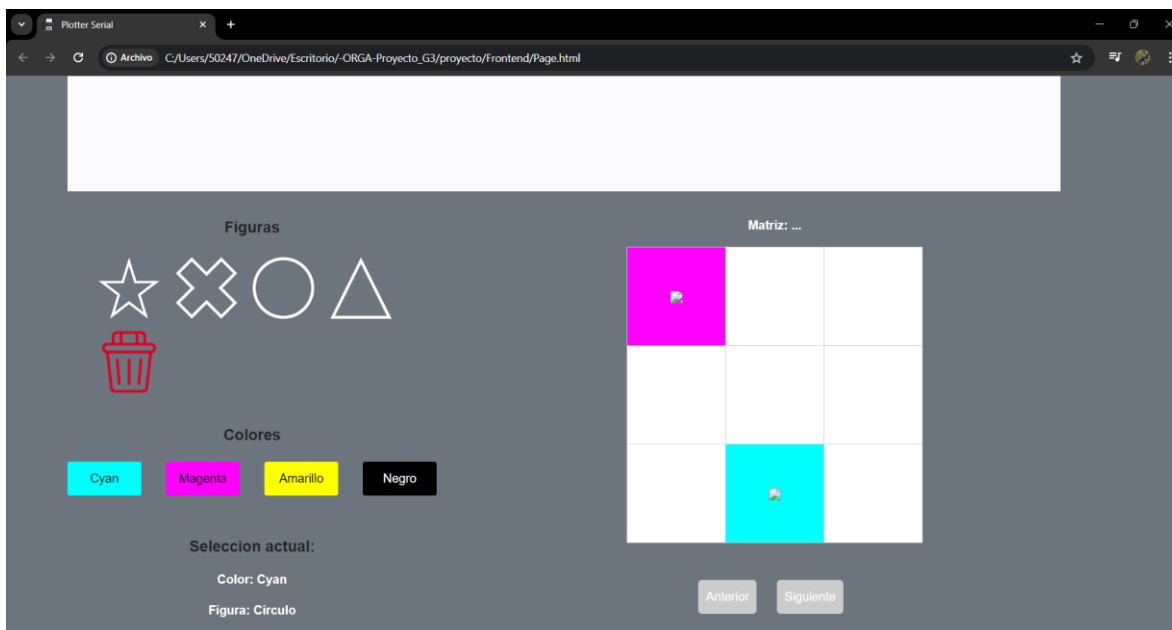 Plotter Serial
Archivo C:/Users/50247/OneDrive/Escritorio/-ORGA-Proyecto_G3/proyecto/Frontend/Page.html
Figuras
Colores
Cyan Magenta Amarillo Negro
Seleccion actual:
Color: Cyan
Figura: Circulo
Matriz: ...
Anterior Siguiente